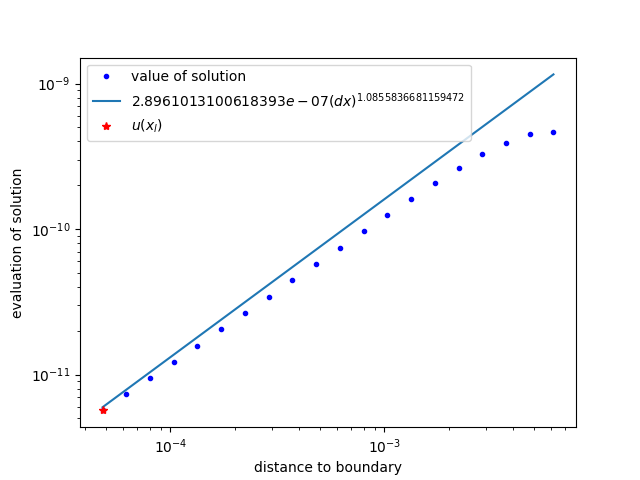 value of solution
2.8961013100618393e − 07(dx)^1.0855836681159472
u(x_l)
10^−9
10^−10
10^−11
evaluation of solution
10^−4
10^−3
distance to boundary